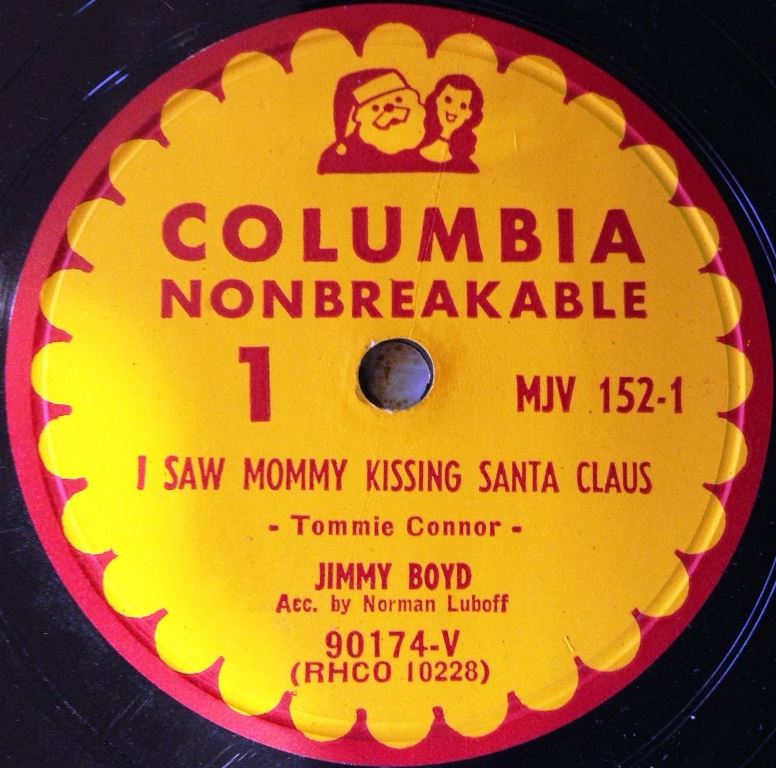 COLUMBIA
NONBREAKABLE
1
MJV 152-1
I SAW MOMMY KISSING SANTA CLAUS
- Tommie Connor -
JIMMY BOYD
Acc. by Norman Luboff
90174-V
(RHCO 10228)